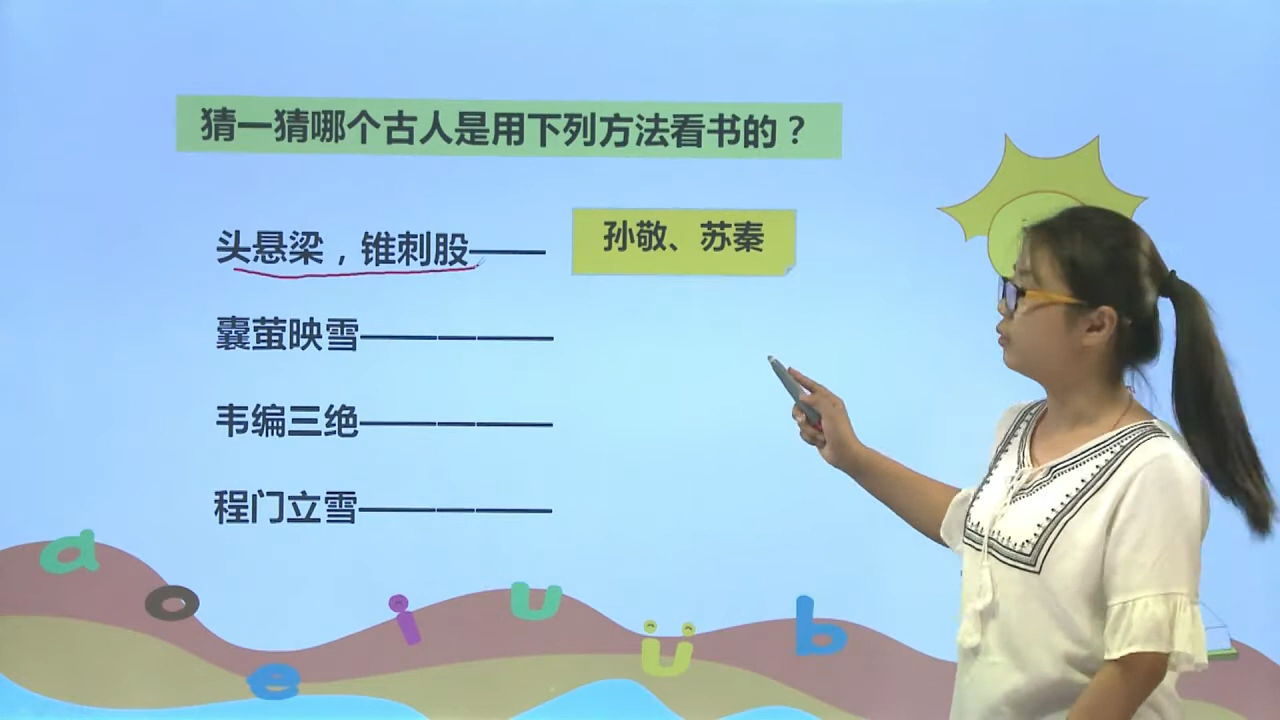 猜一猜哪个古人是用下列方法看书的？
头悬梁，锥刺股——
孙敬、苏秦
囊萤映雪—————
韦编三绝—————
程门立雪—————
a
o
e
i
u
ü
b